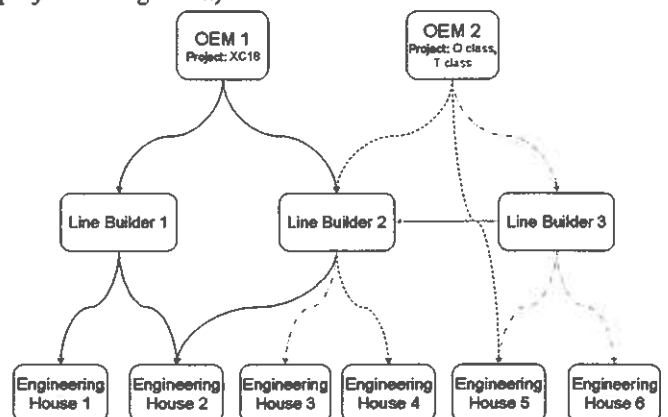 OEM 1
Project: XC18
OEM 2
Project: O class,
T class
Line Builder 1
Line Builder 2
Line Builder 3
Engineering
House 1
Engineering
House 2
Engineering
House 3
Engineering
House 4
Engineering
House 5
Engineering
House 6